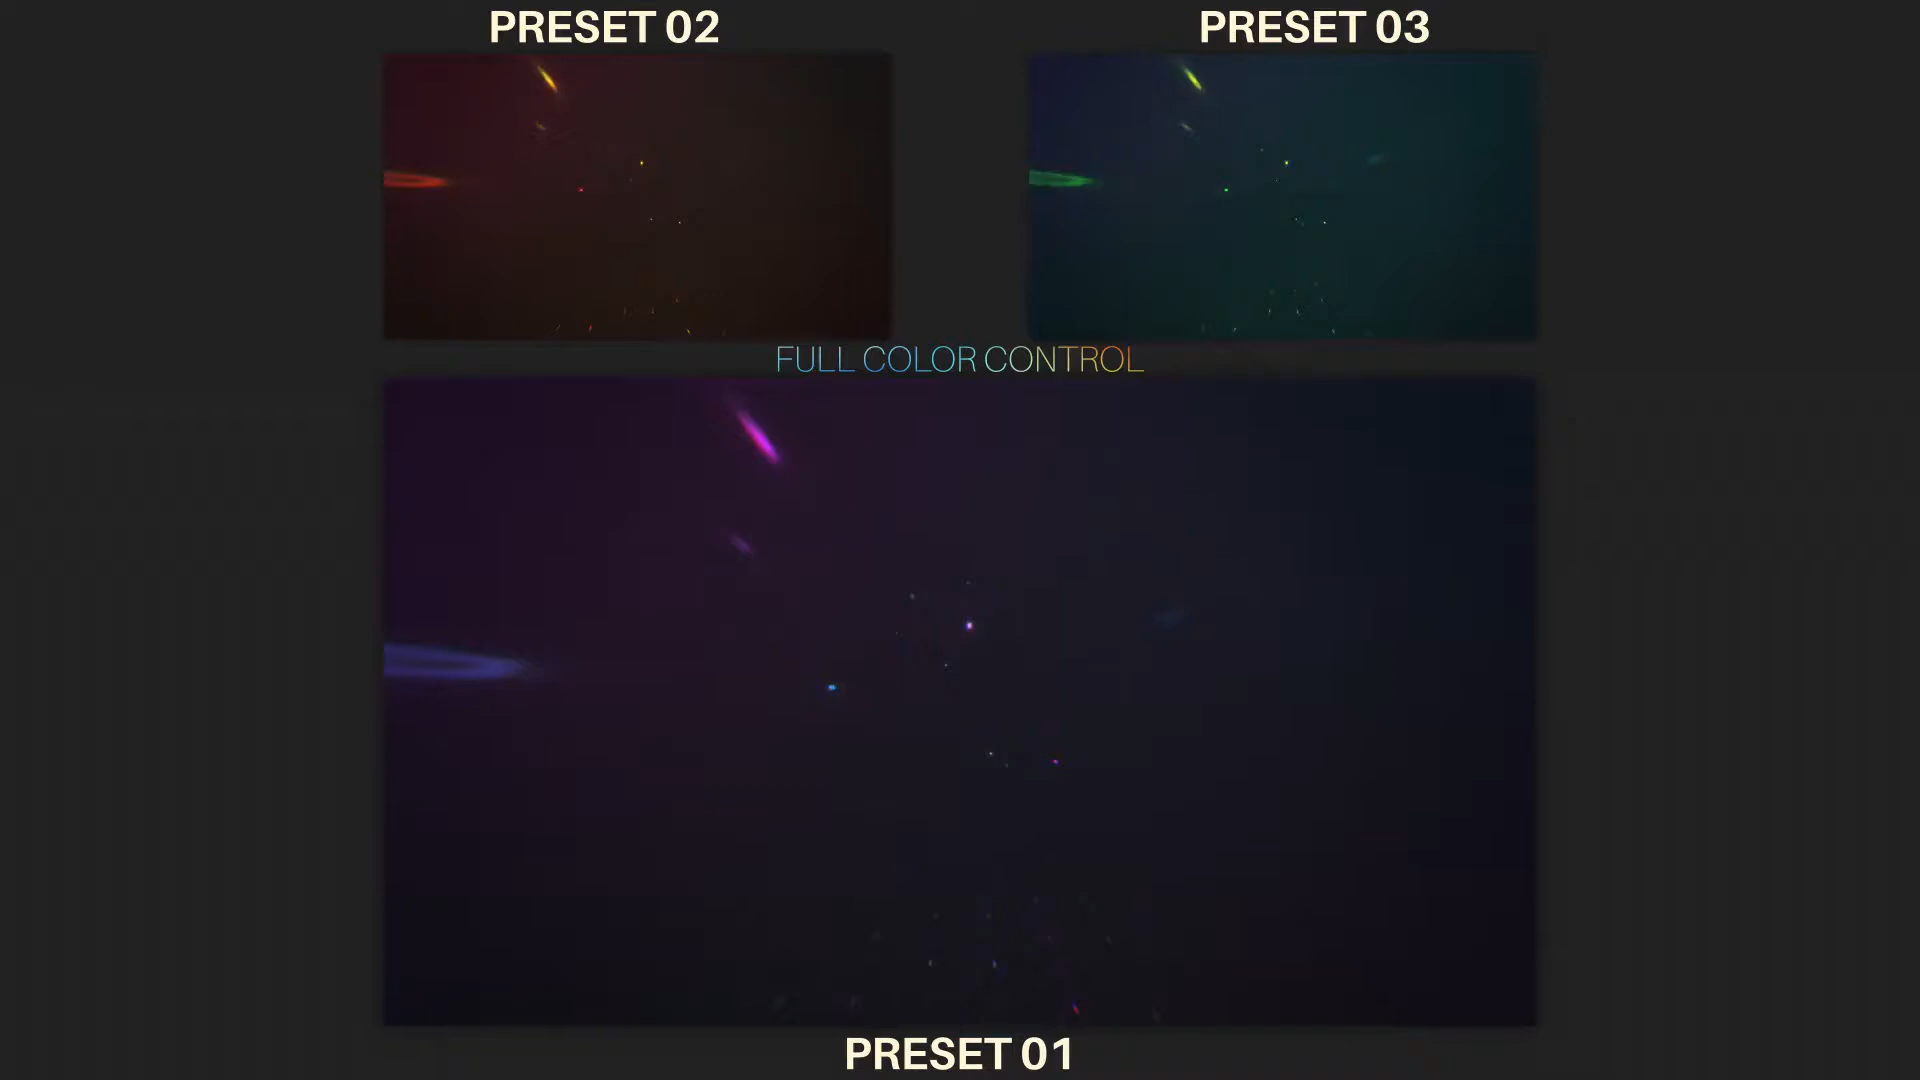 PRESET 02
PRESET 03
FULL COLOR CONTROL
PRESET 01